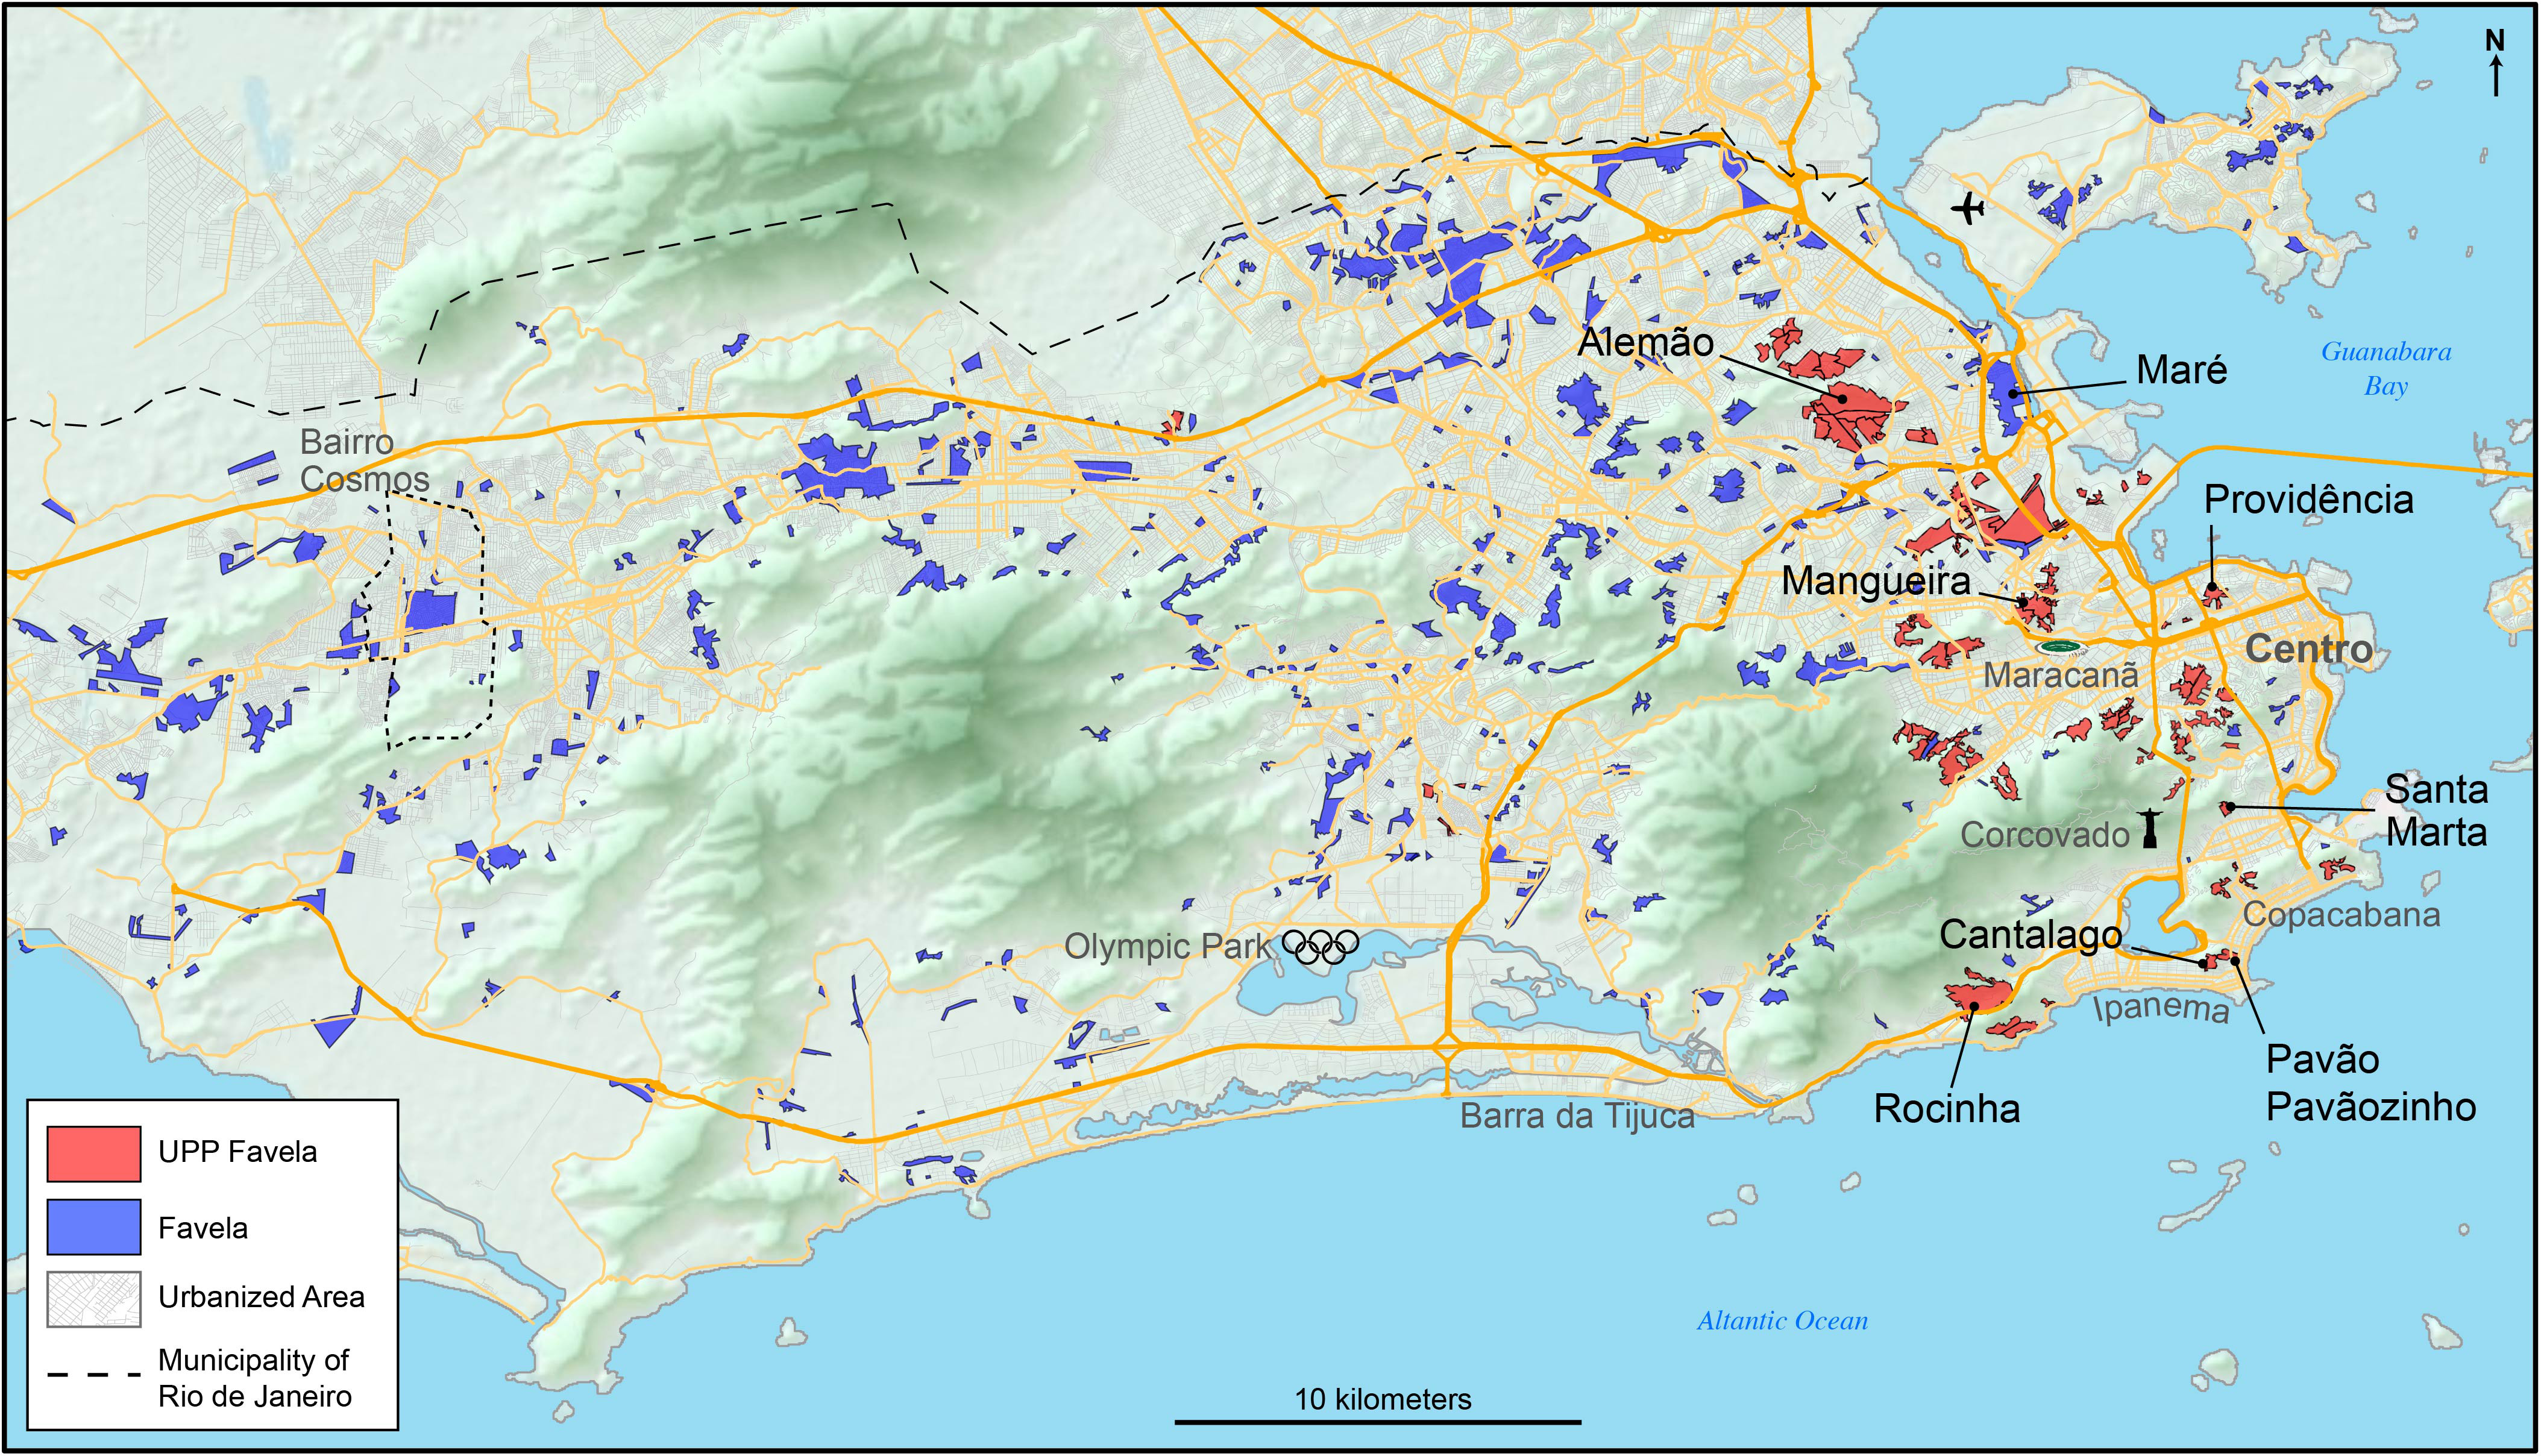 N
Alemão
Maré
Guanabara
Bay
Bairro
Cosmos
Providência
Mangueira
Centro
Maracanã
Santa
Marta
Corcovado
Copacabana
Cantalago
Olympic Park
Ipanema
Pavão
Pavãozinho
Rocinha
Barra da Tijuca
UPP Favela
Favela
Urbanized Area
Municipality of
Rio de Janeiro
Altantic Ocean
10 kilometers